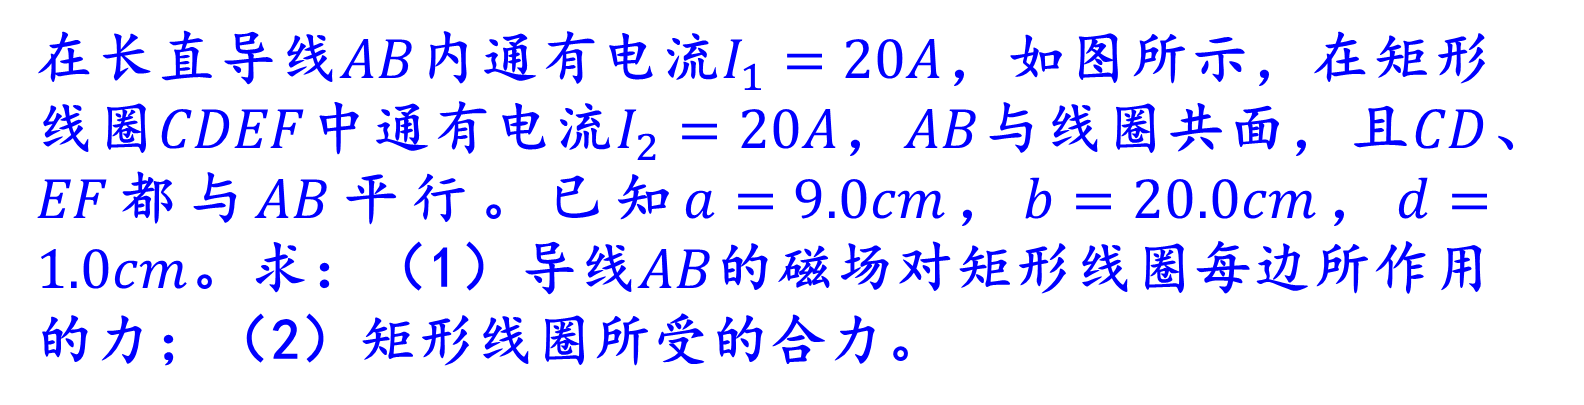 在长直导线AB内通有电流I₁ = 20A，如图所示，在矩形
线圈CDEF中通有电流I₂ = 20A，AB与线圈共面，且CD、
EF都与AB平行。已知a = 9.0cm，b = 20.0cm，d =
1.0cm。求：（1）导线AB的磁场对矩形线圈每边所作用
的力；（2）矩形线圈所受的合力。